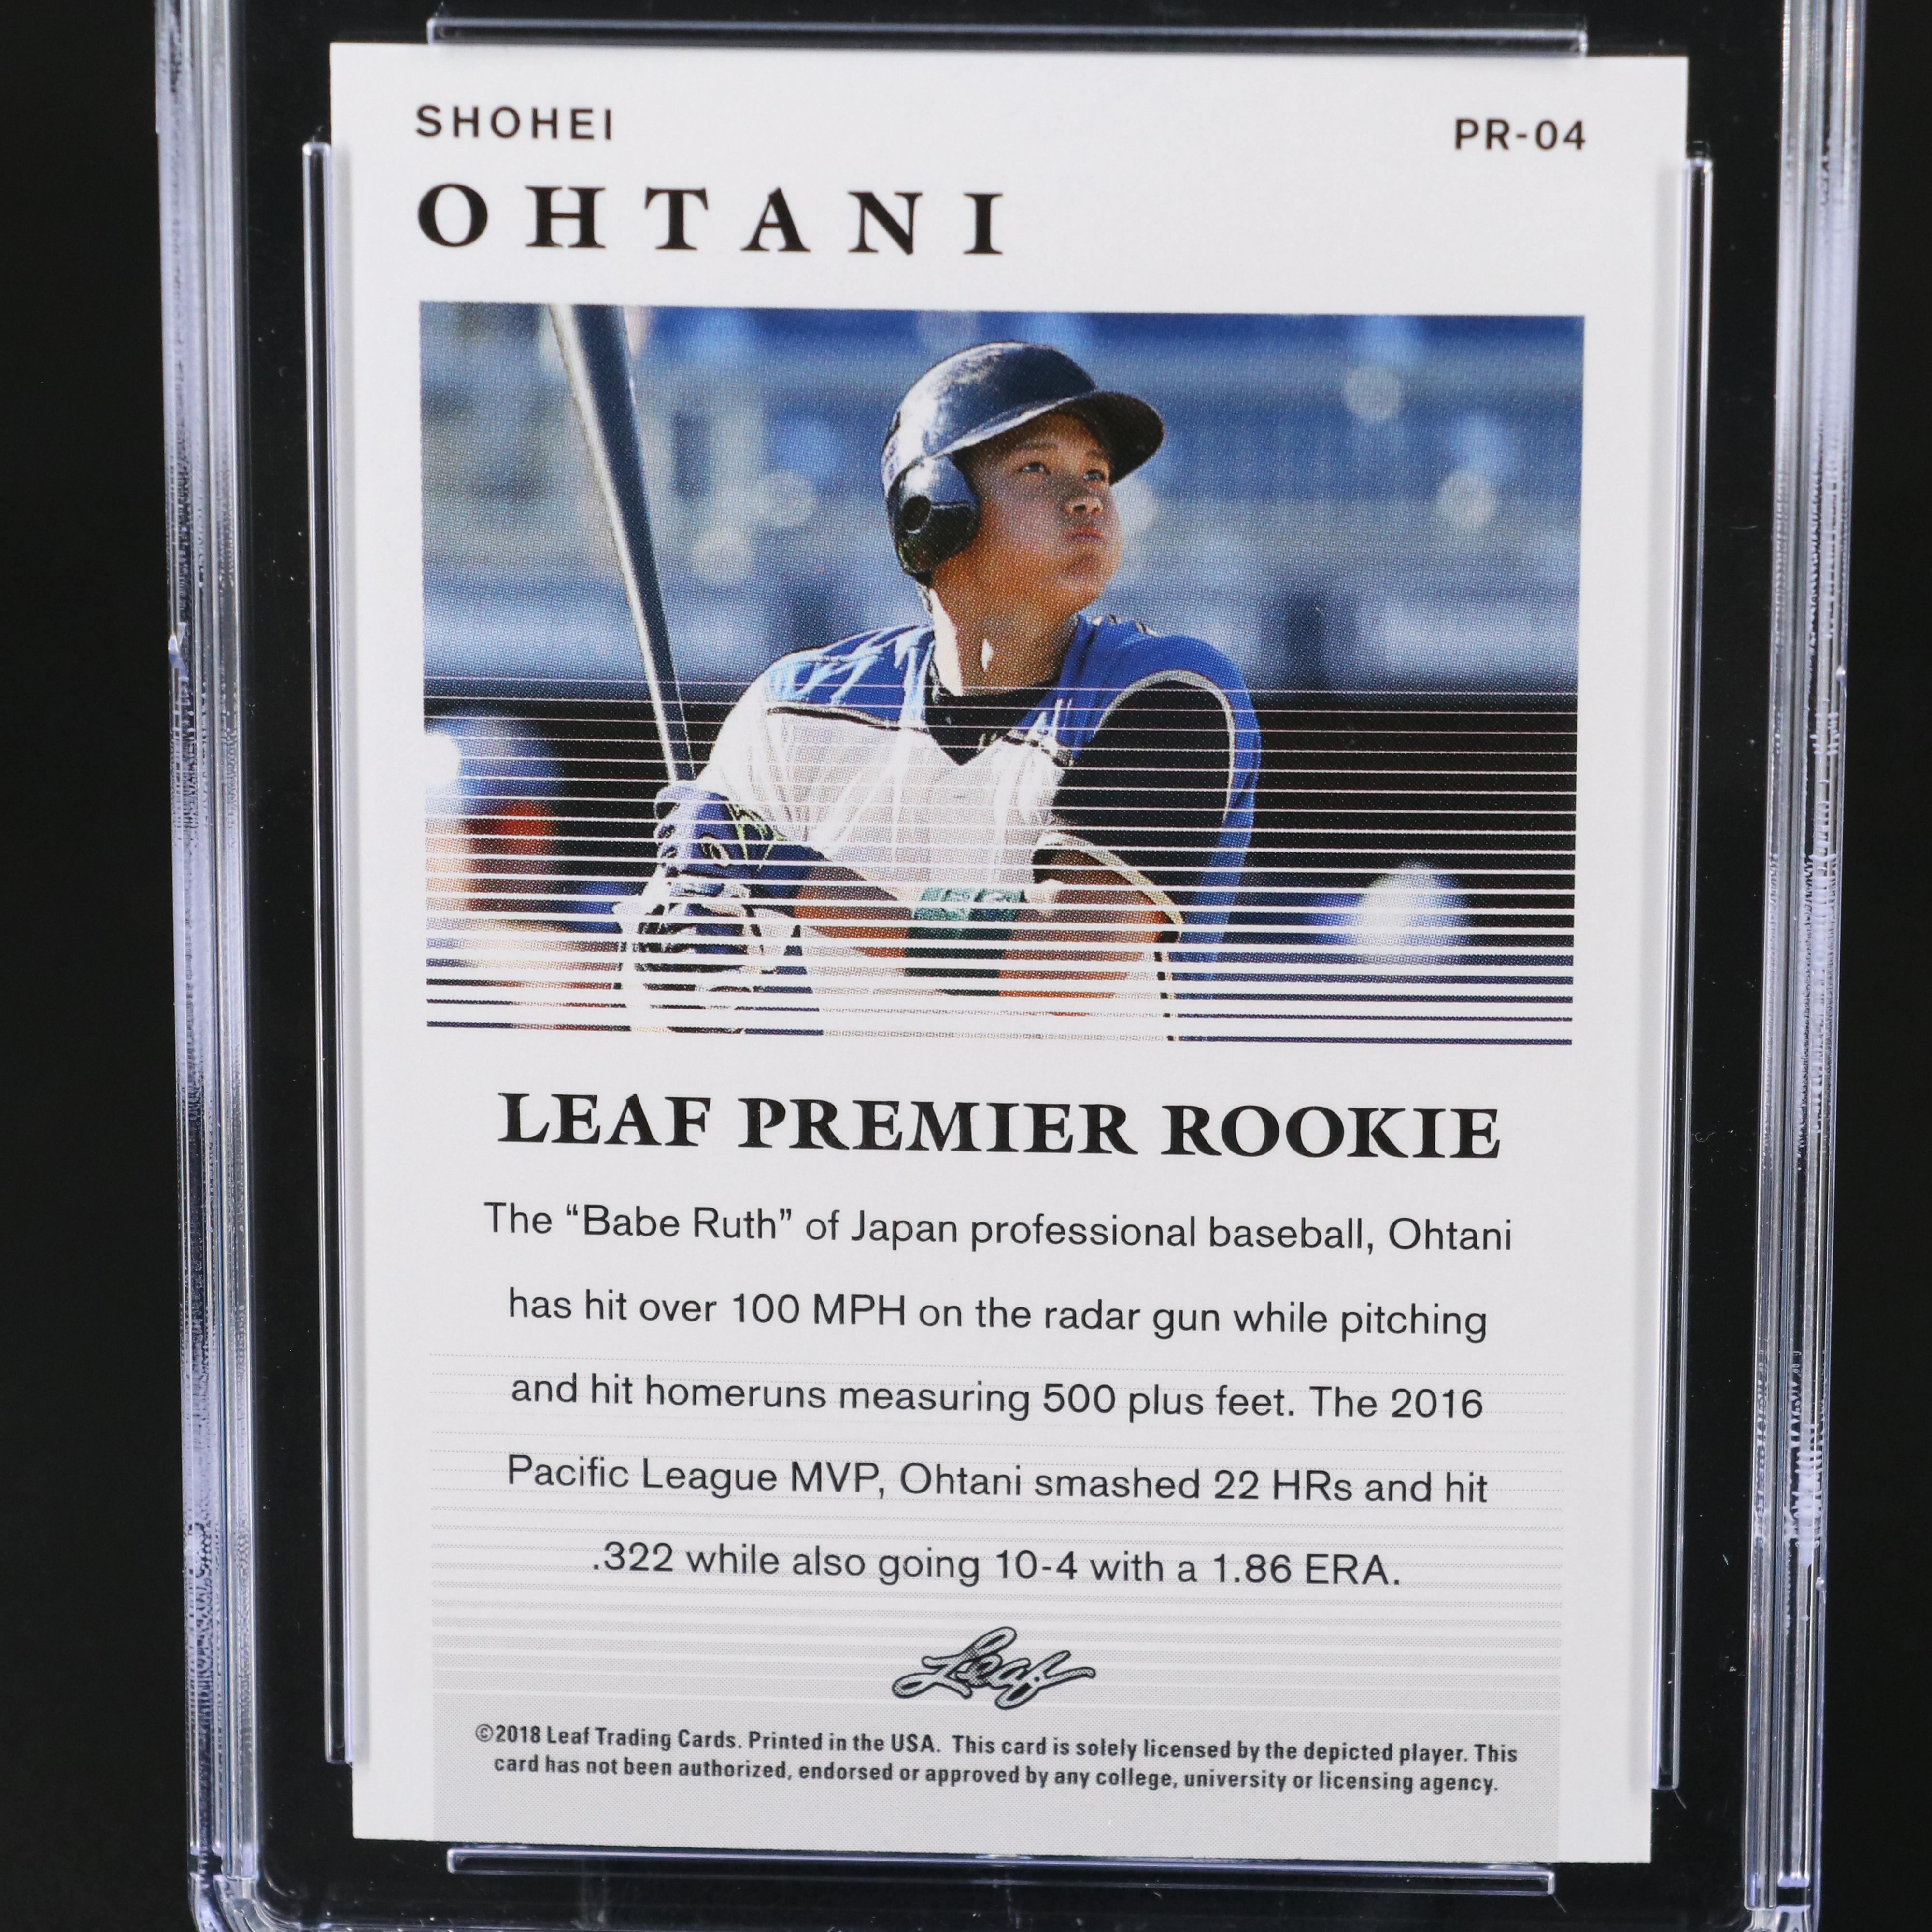 SHOHEI
PR-04
OHTANI
LEAF PREMIER ROOKIE
The “Babe Ruth” of Japan professional baseball, Ohtani
has hit over 100 MPH on the radar gun while pitching
and hit homeruns measuring 500 plus feet. The 2016
Pacific League MVP, Ohtani smashed 22 HRs and hit
.322 while also going 10-4 with a 1.86 ERA.
Leaf
©2018 Leaf Trading Cards. Printed in the USA. This card is solely licensed by the depicted player. This
card has not been authorized, endorsed or approved by any college, university or licensing agency.